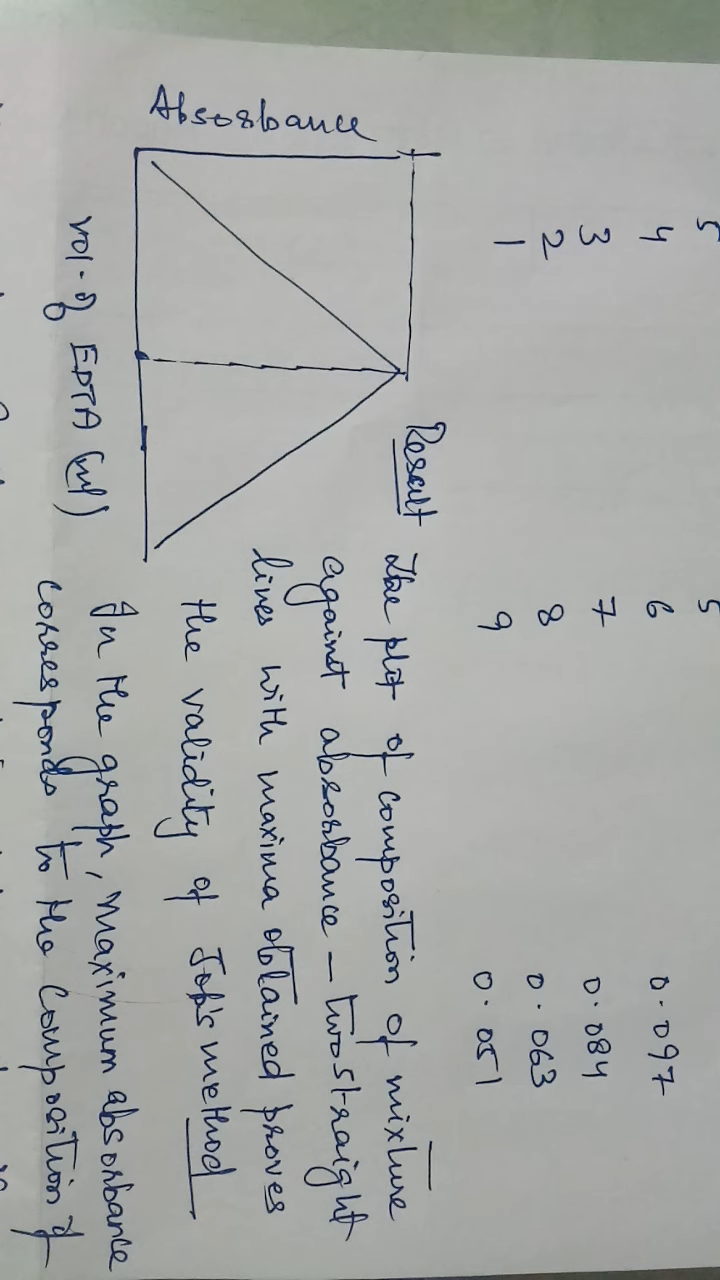 5 5
4 6 0.097
3 7 0.084
2 8 0.063
1 9 0.051
Absorbance
vol. of EDTA (ml)
Result The plot of composition of mixture
against absorbance – two straight
lines with maxima obtained proves
the validity of Job's method
In the graph, maximum absorbance
corresponds to the composition of